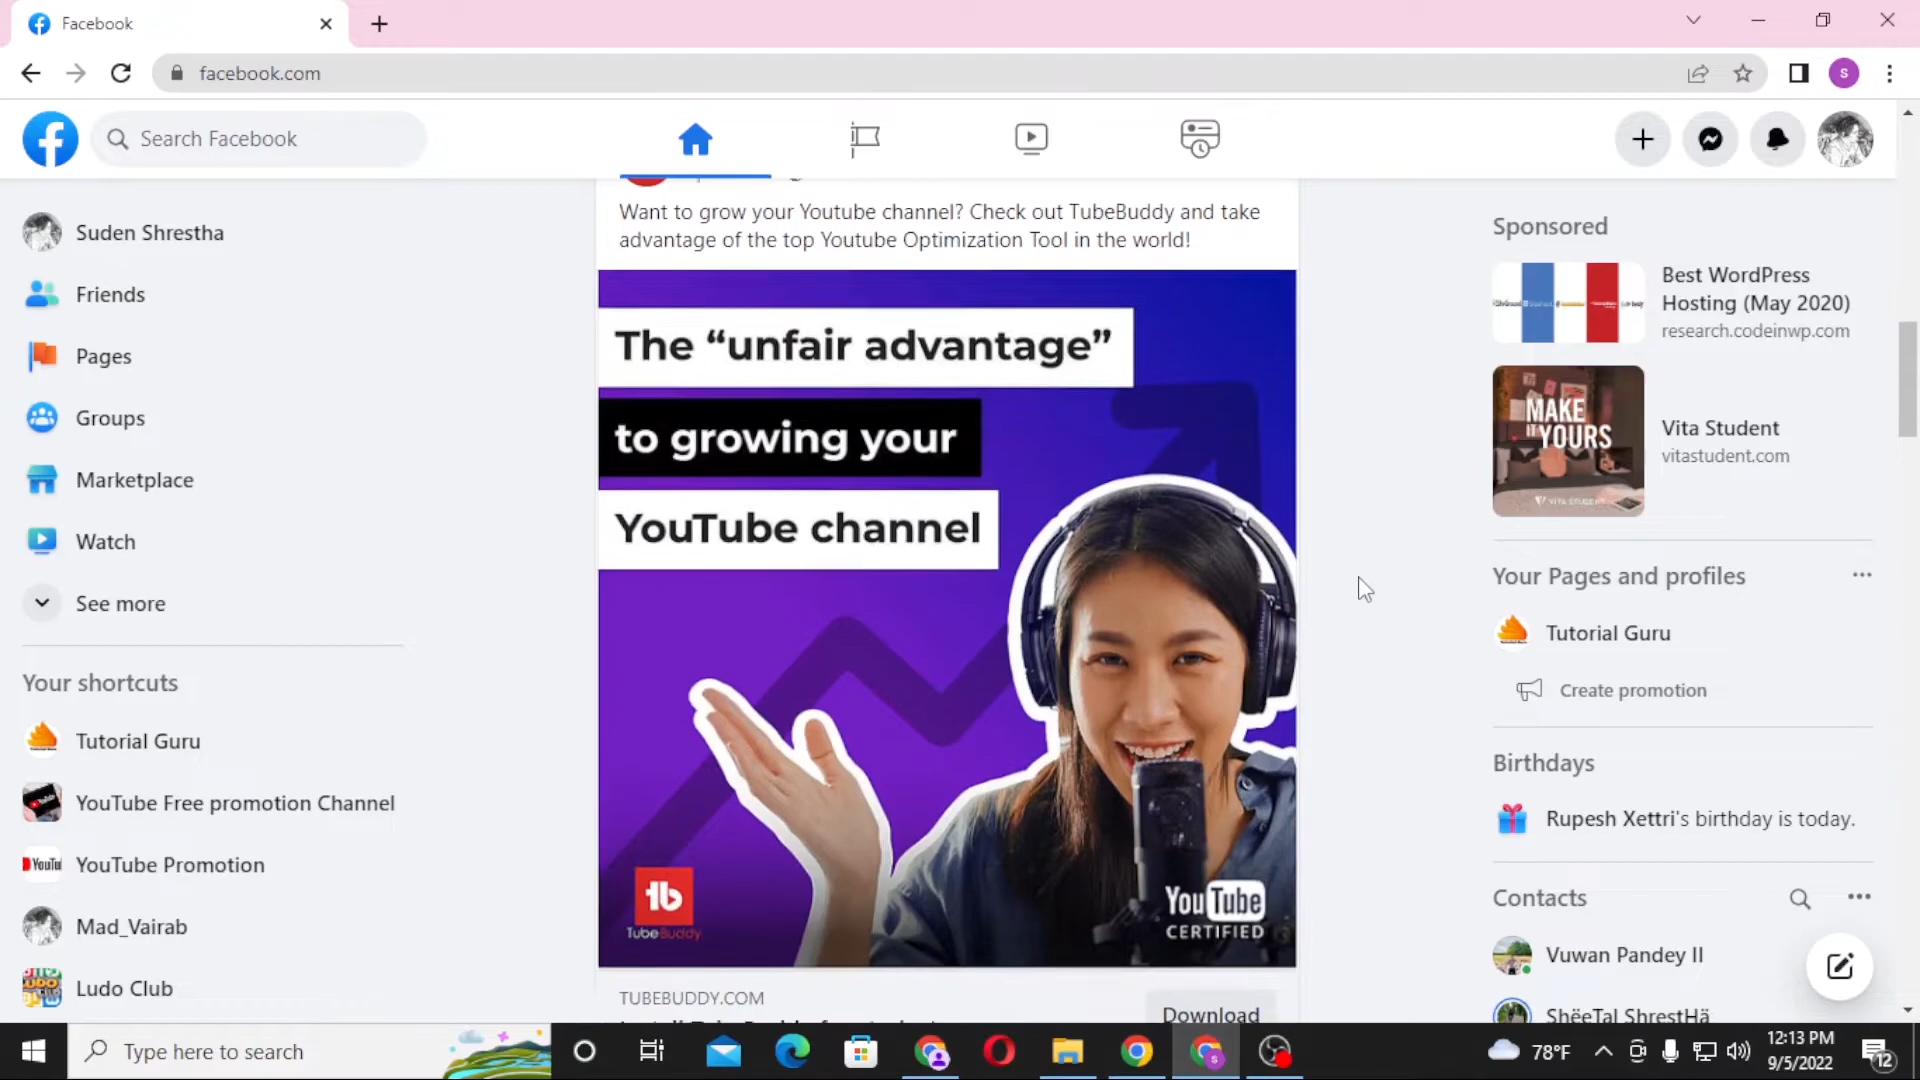 Facebook
facebook.com
S
Search Facebook
Suden Shrestha
Friends
Pages
Groups
Marketplace
Watch
See more
Your shortcuts
Tutorial Guru
YouTube Free promotion Channel
YouTube Promotion
Mad_Vairab
Ludo Club
Want to grow your Youtube channel? Check out TubeBuddy and take
advantage of the top Youtube Optimization Tool in the world!
The “unfair advantage”
to growing your
YouTube channel
tb
TubeBuddy
YouTube
CERTIFIED
TUBEBUDDY.COM
Download
Sponsored
Best WordPress
Hosting (May 2020)
research.codeinwp.com
MAKE
IT YOURS
VITA STUDENT
Vita Student
vitastudent.com
Your Pages and profiles
Tutorial Guru
Create promotion
Birthdays
Rupesh Xettri's birthday is today.
Contacts
Vuwan Pandey II
ShëeTal ShrestHä
Type here to search
78°F
12:13 PM
9/5/2022
12